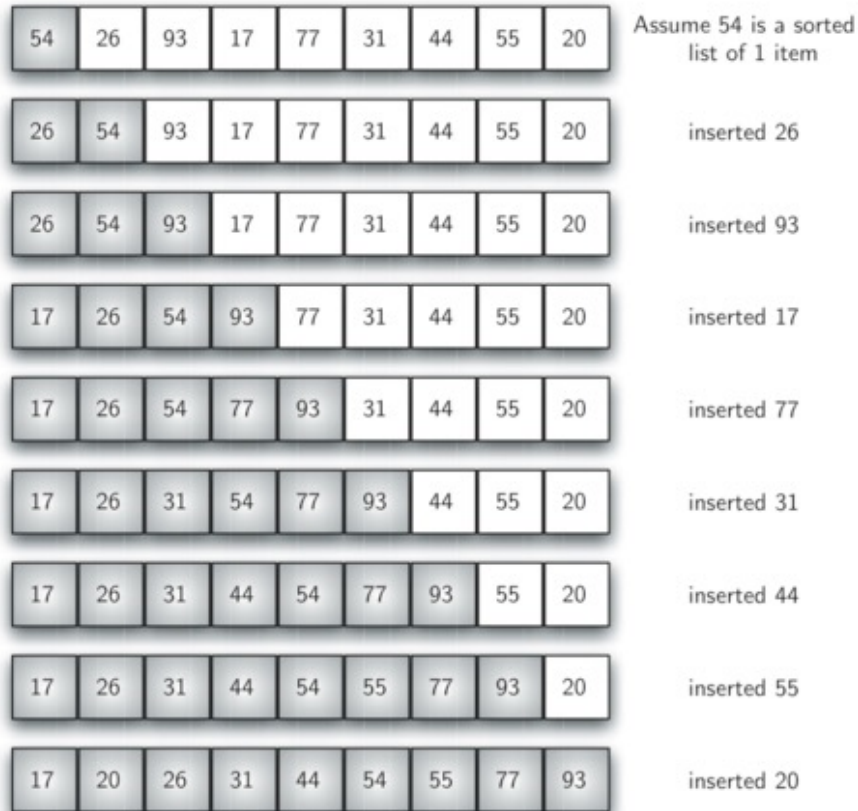 54 26 93 17 77 31 44 55 20 Assume 54 is a sorted
list of 1 item
26 54 93 17 77 31 44 55 20 inserted 26
26 54 93 17 77 31 44 55 20 inserted 93
17 26 54 93 77 31 44 55 20 inserted 17
17 26 54 77 93 31 44 55 20 inserted 77
17 26 31 54 77 93 44 55 20 inserted 31
17 26 31 44 54 77 93 55 20 inserted 44
17 26 31 44 54 55 77 93 20 inserted 55
17 20 26 31 44 54 55 77 93 inserted 20